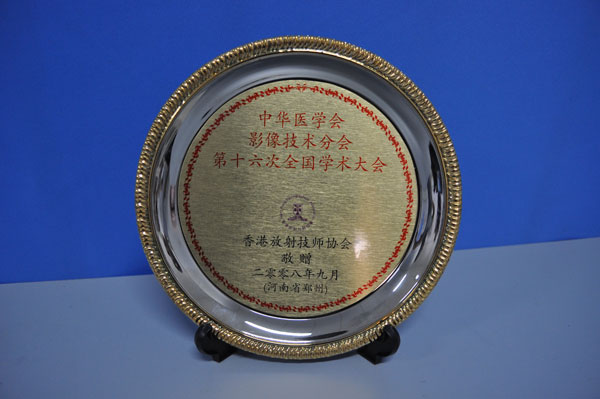 中华医学会
影像技术分会
第十六次全国学术大会
香港放射技师协会
敬赠
二零零八年九月
(河南省郑州)